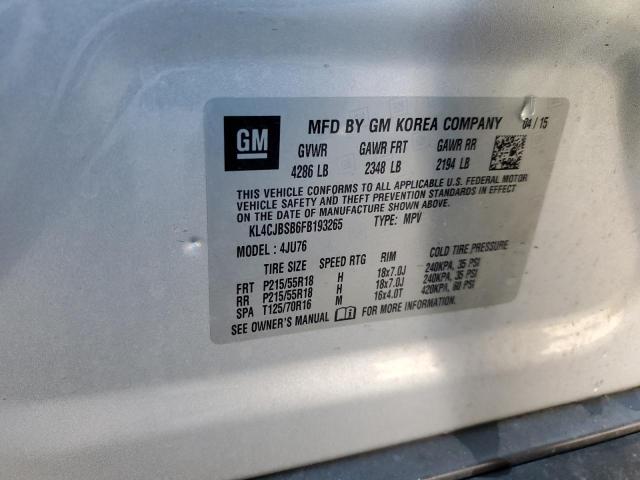 GM
MFD BY GM KOREA COMPANY 04/15
GVWR GAWR FRT GAWR RR
4286 LB 2348 LB 2194 LB
THIS VEHICLE CONFORMS TO ALL APPLICABLE U.S. FEDERAL MOTOR
VEHICLE SAFETY AND THEFT PREVENTION STANDARDS IN EFFECT
ON THE DATE OF MANUFACTURE SHOWN ABOVE.
KL4CJBSB6FB193265 TYPE: MPV
MODEL: 4JU76
TIRE SIZE SPEED RTG RIM COLD TIRE PRESSURE
FRT P215/55R18 H 18x7.0J 240KPA, 35 PSI
RR P215/55R18 H 18x7.0J 240KPA, 35 PSI
SPA T125/70R16 M 16x4.0T 420KPA, 60 PSI
SEE OWNER'S MANUAL FOR MORE INFORMATION